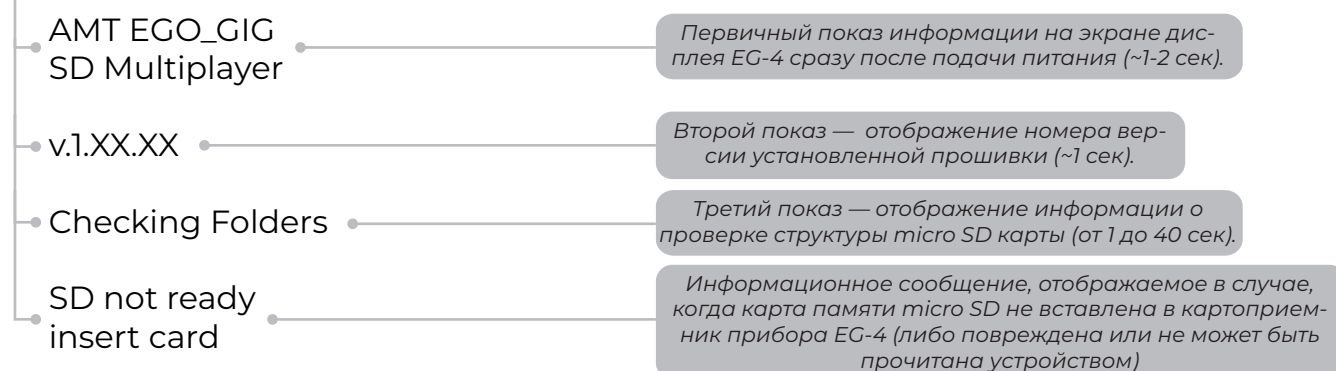 AMT EGO_GIG
SD Multiplayer
Первичный показ информации на экране дис-
плея EG-4 сразу после подачи питания (~1-2 сек).
v.1.XX.XX
Второй показ — отображение номера вер-
сии установленной прошивки (~1 сек).
Checking Folders
Третий показ — отображение информации о
проверке структуры micro SD карты (от 1 до 40 сек).
SD not ready
insert card
Информационное сообщение, отображаемое в случае,
когда карта памяти micro SD не вставлена в картоприем-
ник прибора EG-4 (либо повреждена или не может быть
прочитана устройством)